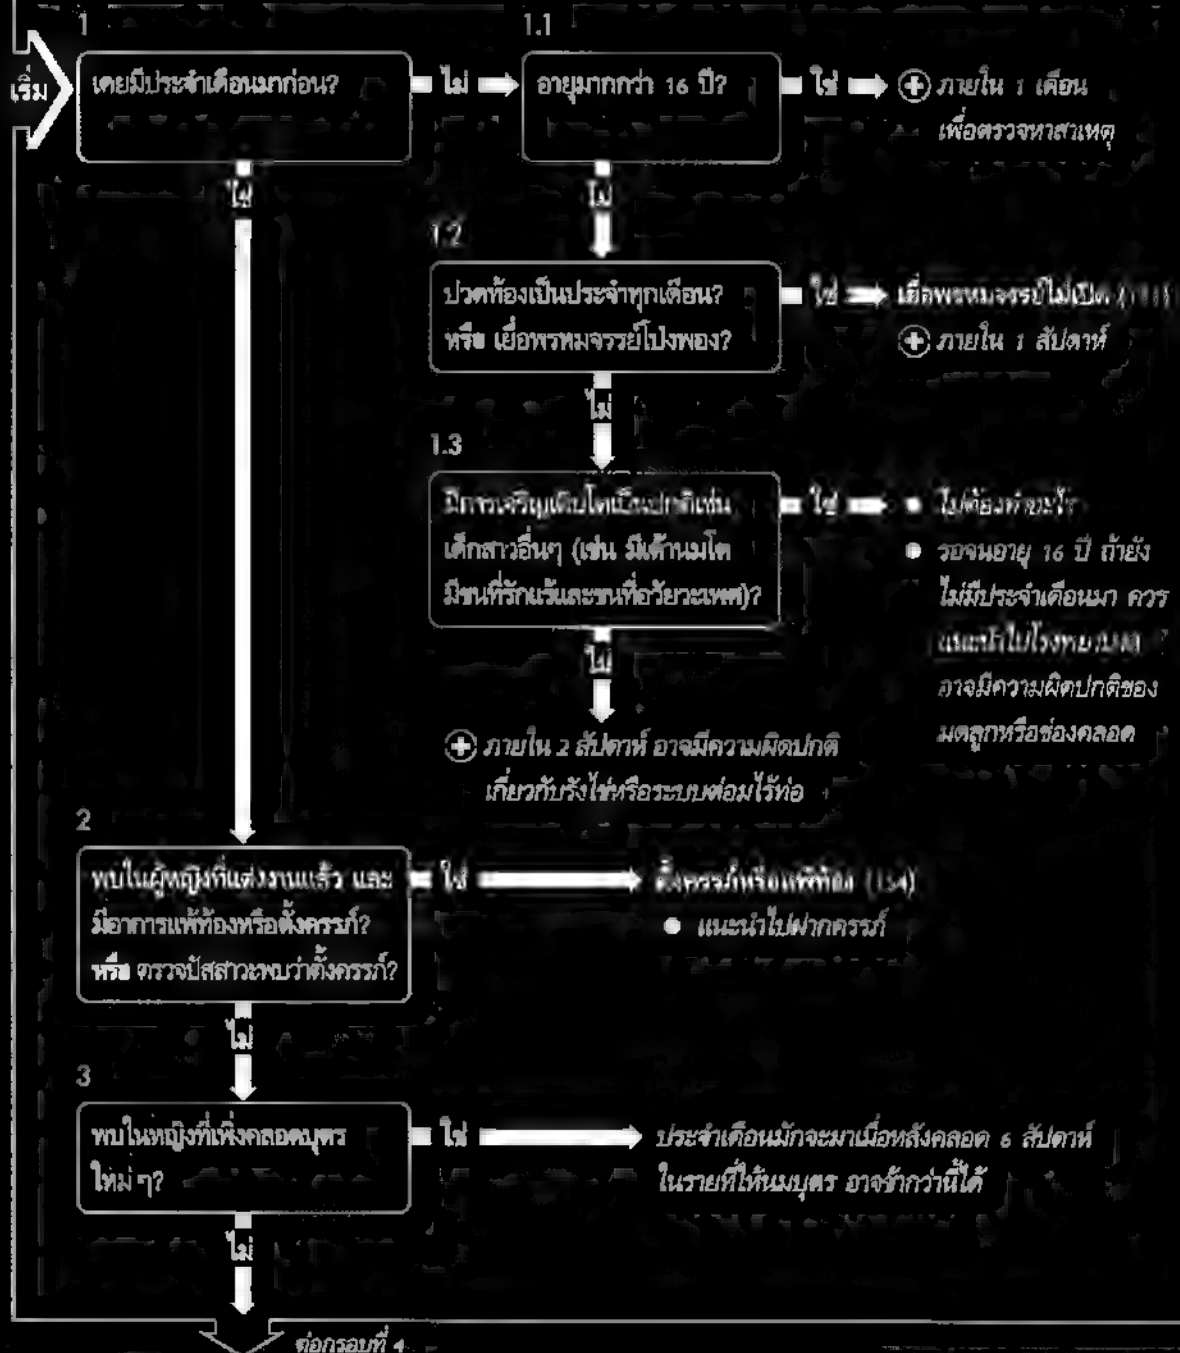 1
1.1
เริ่ม
เคยมีประจำเดือนมาก่อน?
ไม่
อายุมากกว่า 16 ปี?
ใช่
ภายใน 1 เดือน
เพื่อตรวจหาสาเหตุ
ใช่
ไม่
1.2
ปวดท้องเป็นประจำทุกเดือน?
หรือ เยื่อพรหมจรรย์โป่งพอง?
ใช่
เยื่อพรหมจรรย์ไม่เปิด
ภายใน 1 สัปดาห์
ไม่
1.3
มีการเจริญเติบโตเป็นปกติเช่น
เด็กสาวอื่นๆ (เช่น มีเต้านมโต
มีขนที่รักแร้และขนที่อวัยวะเพศ)?
ใช่
ไม่ต้องทำอะไร
รอจนอายุ 16 ปี ถ้ายัง
ไม่มีประจำเดือนมา ควร
แนะนำไปโรงพยาบาล
อาจมีความผิดปกติของ
มดลูกหรือช่องคลอด
ไม่
ภายใน 2 สัปดาห์ อาจมีความผิดปกติ
เกี่ยวกับรังไข่หรือระบบต่อมไร้ท่อ
2
พบในผู้หญิงที่แต่งงานแล้ว และ
มีอาการแพ้ท้องหรือตั้งครรภ์?
หรือ ตรวจปัสสาวะพบว่าตั้งครรภ์?
ใช่
ตั้งครรภ์หรือแพ้ท้อง (154)
แนะนำไปฝากครรภ์
ไม่
3
พบในหญิงที่เพิ่งคลอดบุตร
ใหม่ ๆ?
ใช่
ประจำเดือนมักจะมาเมื่อหลังคลอด 6 สัปดาห์
ในรายที่ให้นมบุตร อาจช้ากว่านี้ได้
ไม่
ต่อกรอบที่ 4